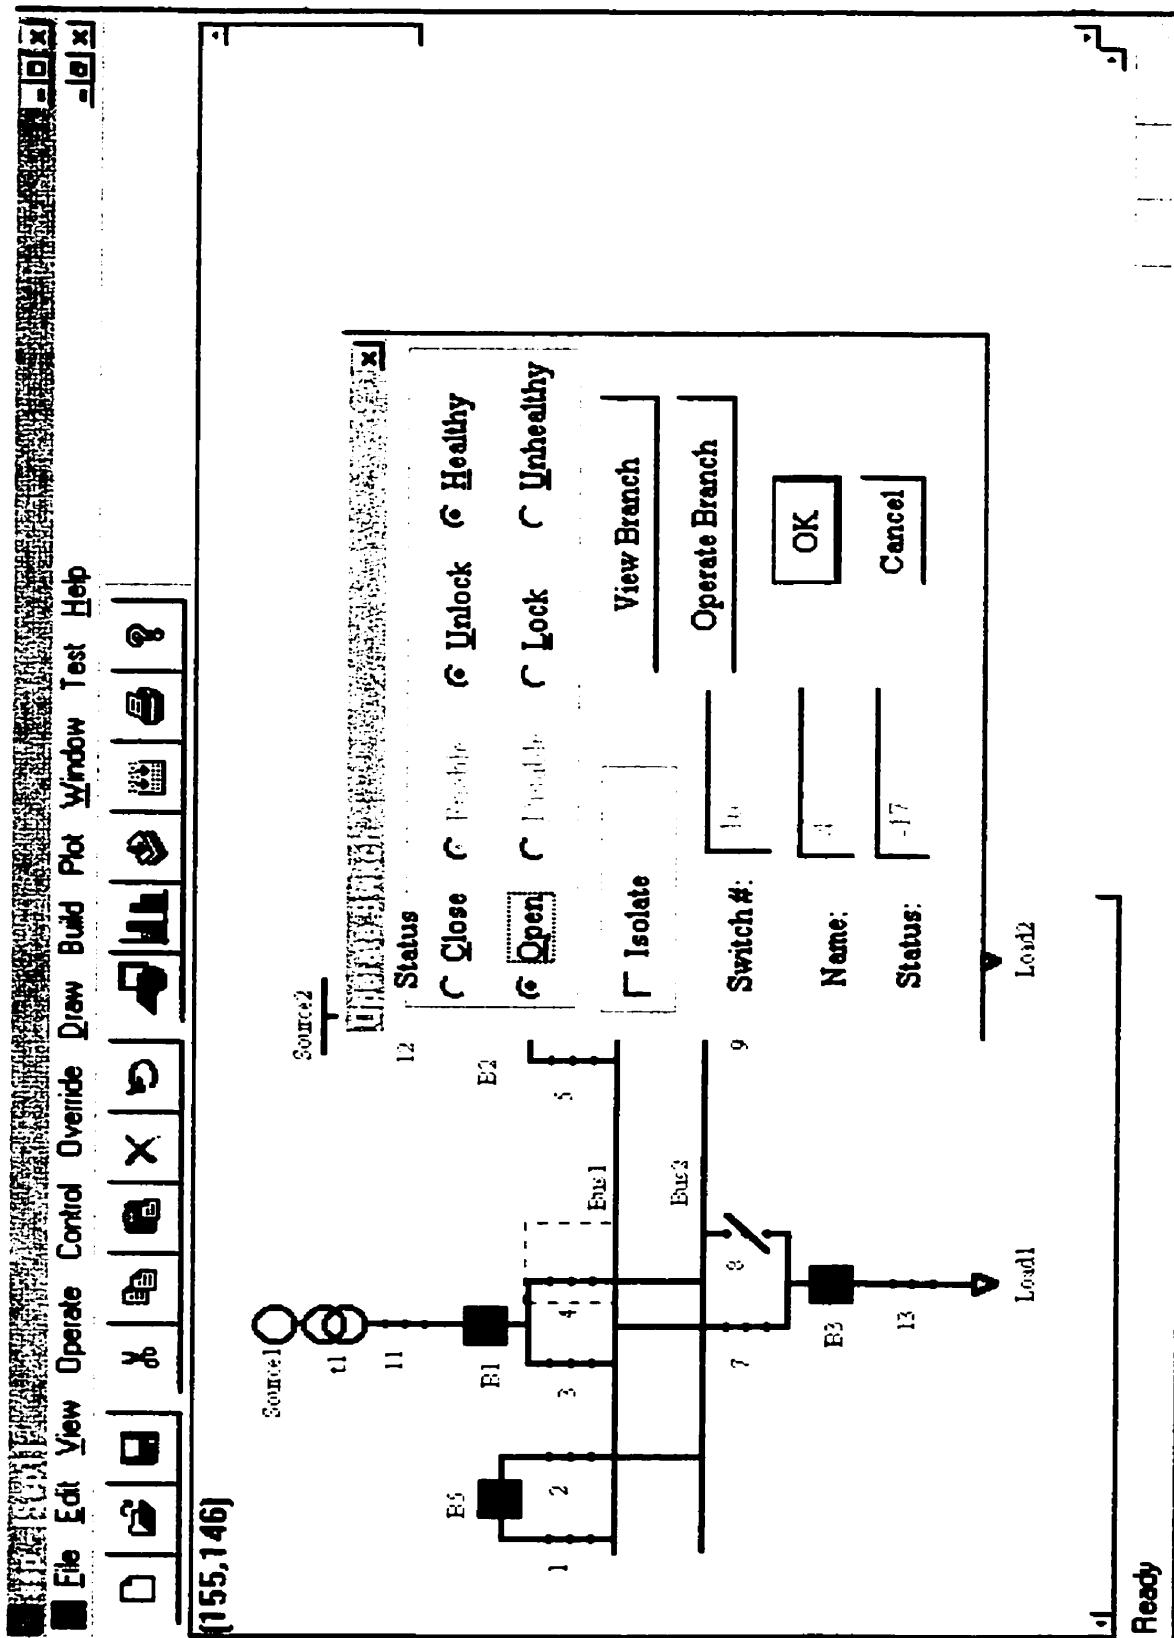 File Edit View Operate Control Override Draw Build Plot Window Test Help
(155,146)
Source1
Source2
t1
11
12
B5
B1
B2
1
2
3
4
5
Bus1
Bus2
7
8
9
B3
13
Load1
Load2
Status
Close
Unlock
Healthy
Open
Lock
Unhealthy
Isolate
View Branch
Operate Branch
Switch #:
Name: 4
Status: -17
OK
Cancel
Ready